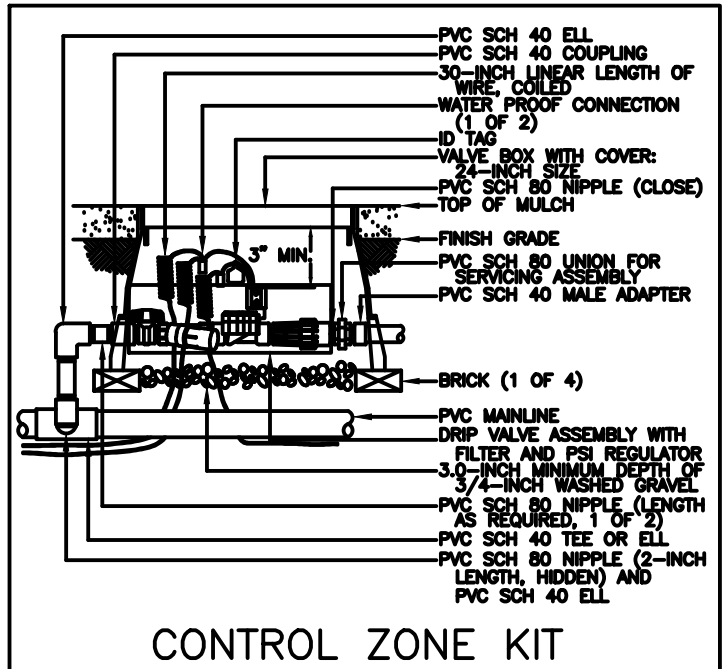 PVC SCH 40 ELL
PVC SCH 40 COUPLING
30-INCH LINEAR LENGTH OF
WIRE, COILED
WATER PROOF CONNECTION
(1 OF 2)
ID TAG
VALVE BOX WITH COVER:
24-INCH SIZE
PVC SCH 80 NIPPLE (CLOSE)
TOP OF MULCH
3" MIN.
FINISH GRADE
PVC SCH 80 UNION FOR
SERVICING ASSEMBLY
PVC SCH 40 MALE ADAPTER
BRICK (1 OF 4)
PVC MAINLINE
DRIP VALVE ASSEMBLY WITH
FILTER AND PSI REGULATOR
3.0-INCH MINIMUM DEPTH OF
3/4-INCH WASHED GRAVEL
PVC SCH 80 NIPPLE (LENGTH
AS REQUIRED, 1 OF 2)
PVC SCH 40 TEE OR ELL
PVC SCH 80 NIPPLE (2-INCH
LENGTH, HIDDEN) AND
PVC SCH 40 ELL
CONTROL ZONE KIT